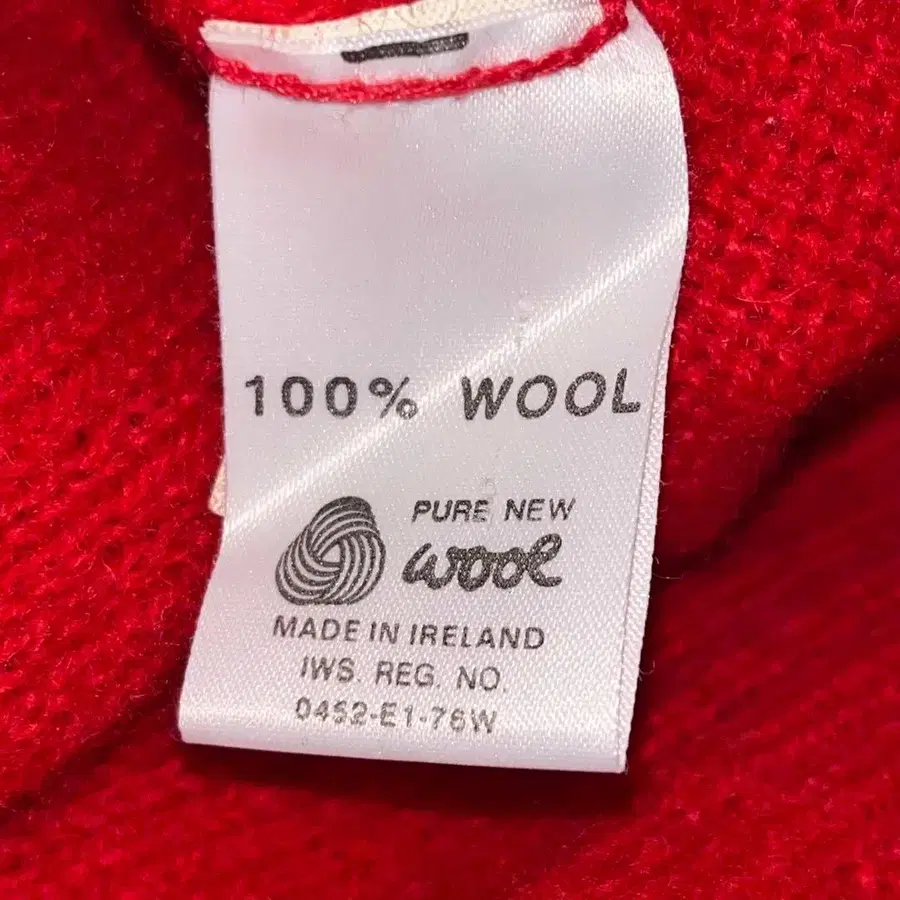 100% WOOL
PURE NEW
wool
MADE IN IRELAND
IWS. REG. NO.
0452-E1-76W